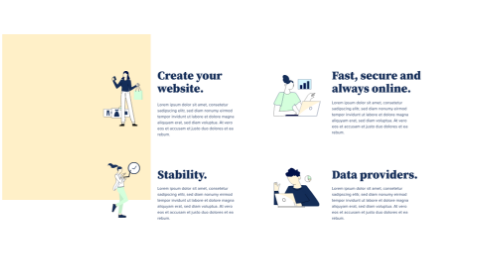 Create your
website.
Lorem ipsum dolor sit amet, consetetur
sadipscing elitr, sed diam nonumy eirmod
tempor invidunt ut labore et dolore magna
aliquyam erat, sed diam voluptua. At vero
eos et accusam et justo duo dolores et ea
rebum.
Fast, secure and
always online.
Lorem ipsum dolor sit amet, consetetur
sadipscing elitr, sed diam nonumy eirmod
tempor invidunt ut labore et dolore magna
aliquyam erat, sed diam voluptua. At vero
eos et accusam et justo duo dolores et ea
rebum.
Stability.
Lorem ipsum dolor sit amet, consetetur
sadipscing elitr, sed diam nonumy eirmod
tempor invidunt ut labore et dolore magna
aliquyam erat, sed diam voluptua. At vero
eos et accusam et justo duo dolores et ea
rebum.
Data providers.
Lorem ipsum dolor sit amet, consetetur
sadipscing elitr, sed diam nonumy eirmod
tempor invidunt ut labore et dolore magna
aliquyam erat, sed diam voluptua. At vero
eos et accusam et justo duo dolores et ea
rebum.